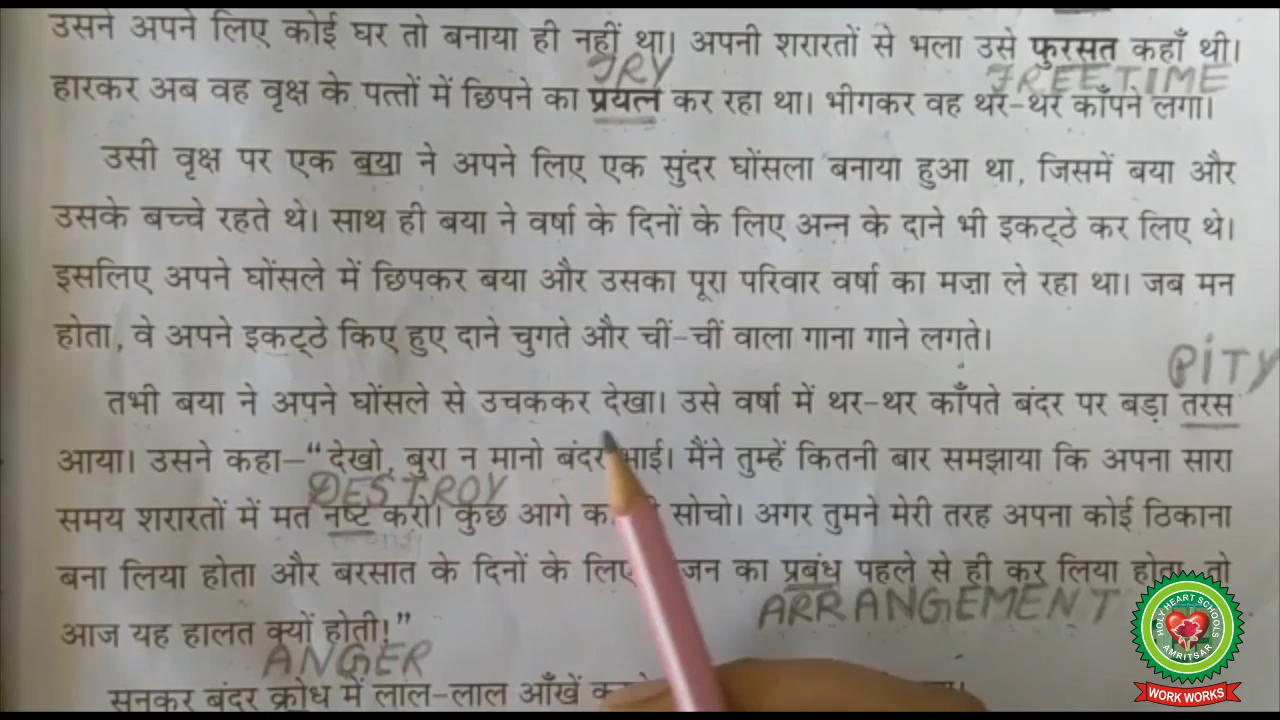 उसने अपने लिए कोई घर तो बनाया ही नहीं था। अपनी शरारतों से भला उसे फुरसत कहाँ थी।
TRY FREE TIME
हारकर अब वह वृक्ष के पत्तों में छिपने का प्रयत्न कर रहा था। भीगकर वह थर-थर काँपने लगा।
उसी वृक्ष पर एक बया ने अपने लिए एक सुंदर घोंसला बनाया हुआ था, जिसमें बया और
उसके बच्चे रहते थे। साथ ही बया ने वर्षा के दिनों के लिए अन्न के दाने भी इकट्ठे कर लिए थे।
इसलिए अपने घोंसले में छिपकर बया और उसका पूरा परिवार वर्षा का मज़ा ले रहा था। जब मन
होता, वे अपने इकट्ठे किए हुए दाने चुगते और चीं-चीं वाला गाना गाने लगते।
PITY
तभी बया ने अपने घोंसले से उचककर देखा। उसे वर्षा में थर-थर काँपते बंदर पर बड़ा तरस
आया। उसने कहा-“देखो, बुरा न मानो बंदर भाई। मैंने तुम्हें कितनी बार समझाया कि अपना सारा
DESTROY
समय शरारतों में मत नष्ट करो। कुछ आगे सोचो। अगर तुमने मेरी तरह अपना कोई ठिकाना
बना लिया होता और बरसात के दिनों के लिए का प्रबंध पहले से ही कर लिया होता, तो
ARRANGEMENT
आज यह हालत क्यों होती!”
ANGER
सुनकर बंदर क्रोध में लाल-लाल आँखें
HOLY HEART SCHOOLS
AMRITSAR
WORK WORKS